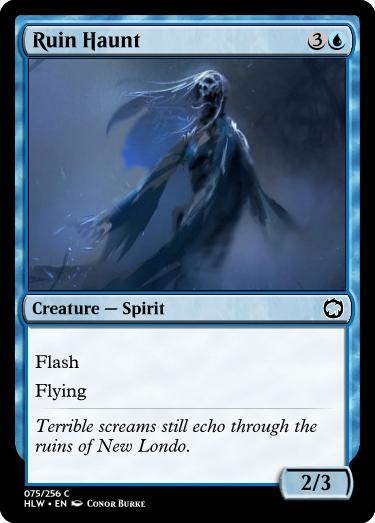 Ruin Haunt 3
Creature — Spirit
Flash
Flying
Terrible screams still echo through the
ruins of New Londo.
2/3
075/256 C
HLW • EN Conor Burke